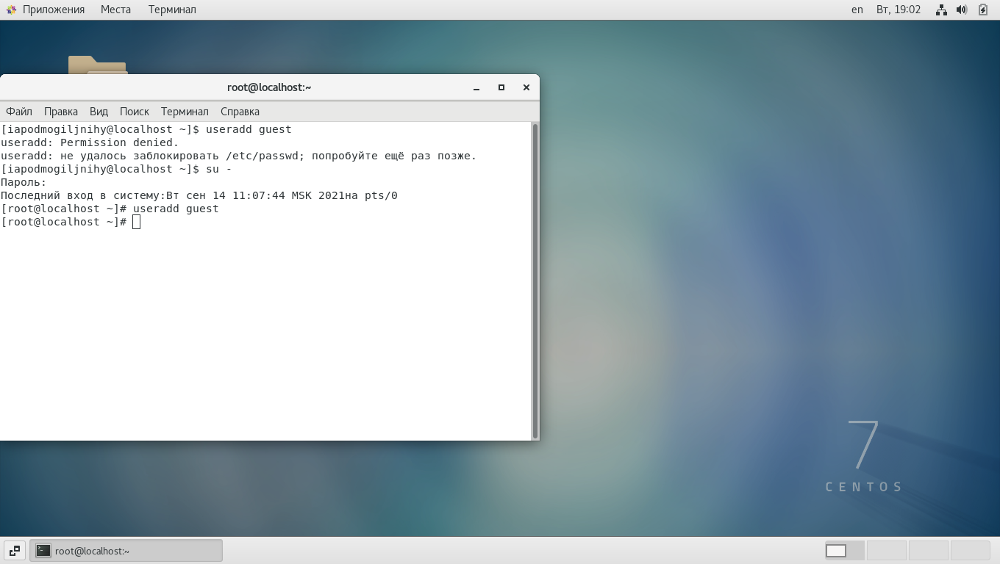 Приложения Места Терминал en Вт, 19:02
root@localhost:~
Файл Правка Вид Поиск Терминал Справка
[iapodmogiljnihy@localhost ~]$ useradd guest
useradd: Permission denied.
useradd: не удалось заблокировать /etc/passwd; попробуйте ещё раз позже.
[iapodmogiljnihy@localhost ~]$ su -
Пароль:
Последний вход в систему:Вт сен 14 11:07:44 MSK 2021на pts/0
[root@localhost ~]# useradd guest
[root@localhost ~]#
7
CENTOS
root@localhost:~